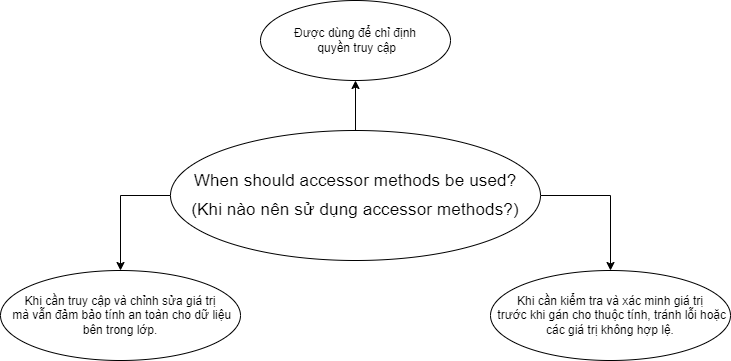 Được dùng để chỉ định
quyền truy cập
When should accessor methods be used?
(Khi nào nên sử dụng accessor methods?)
Khi cần truy cập và chỉnh sửa giá trị
mà vẫn đảm bảo tính an toàn cho dữ liệu
bên trong lớp.
Khi cần kiểm tra và xác minh giá trị
trước khi gán cho thuộc tính, tránh lỗi hoặc
các giá trị không hợp lệ.